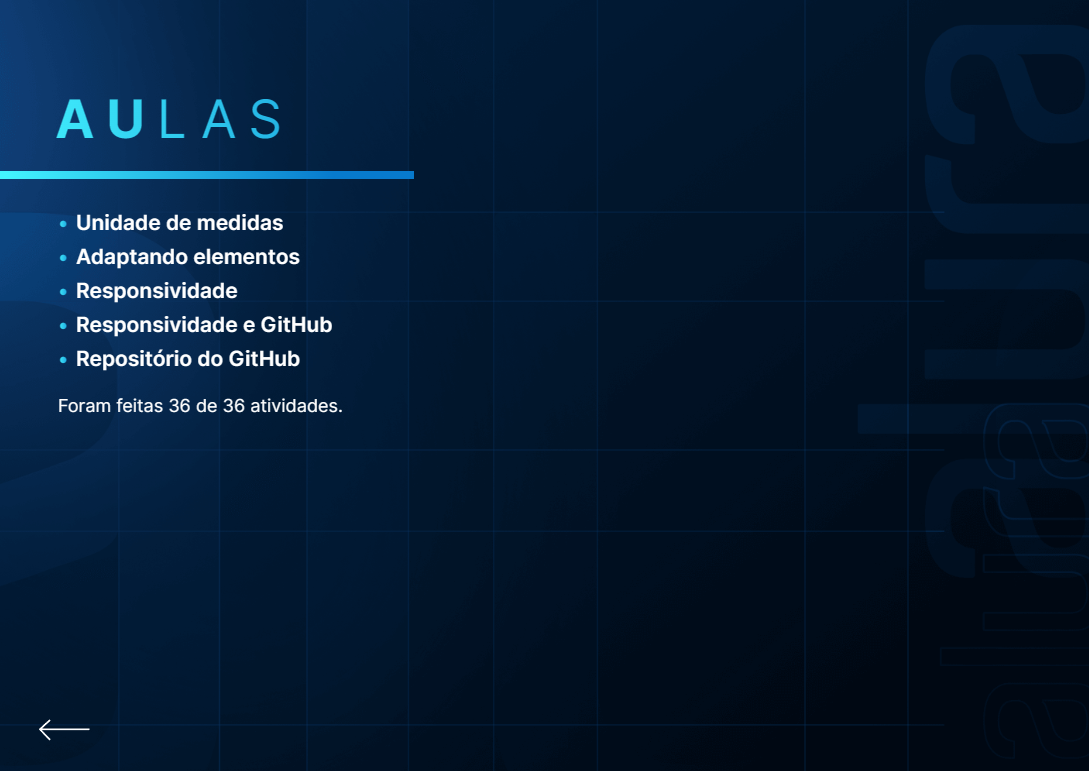 AULAS
• Unidade de medidas
• Adaptando elementos
• Responsividade
• Responsividade e GitHub
• Repositório do GitHub
Foram feitas 36 de 36 atividades.
alura
alura